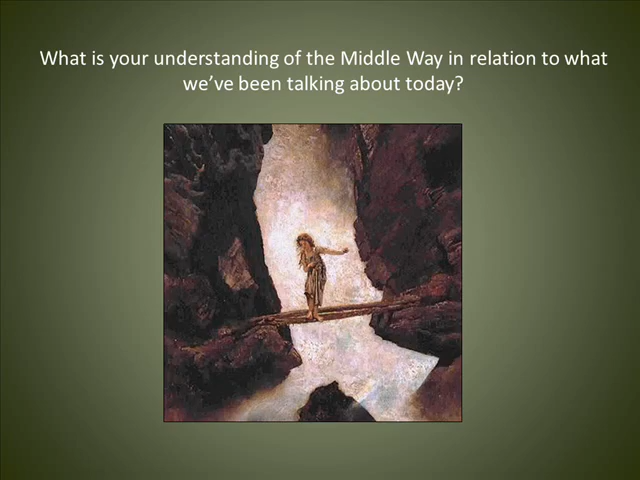 What is your understanding of the Middle Way in relation to what
we’ve been talking about today?